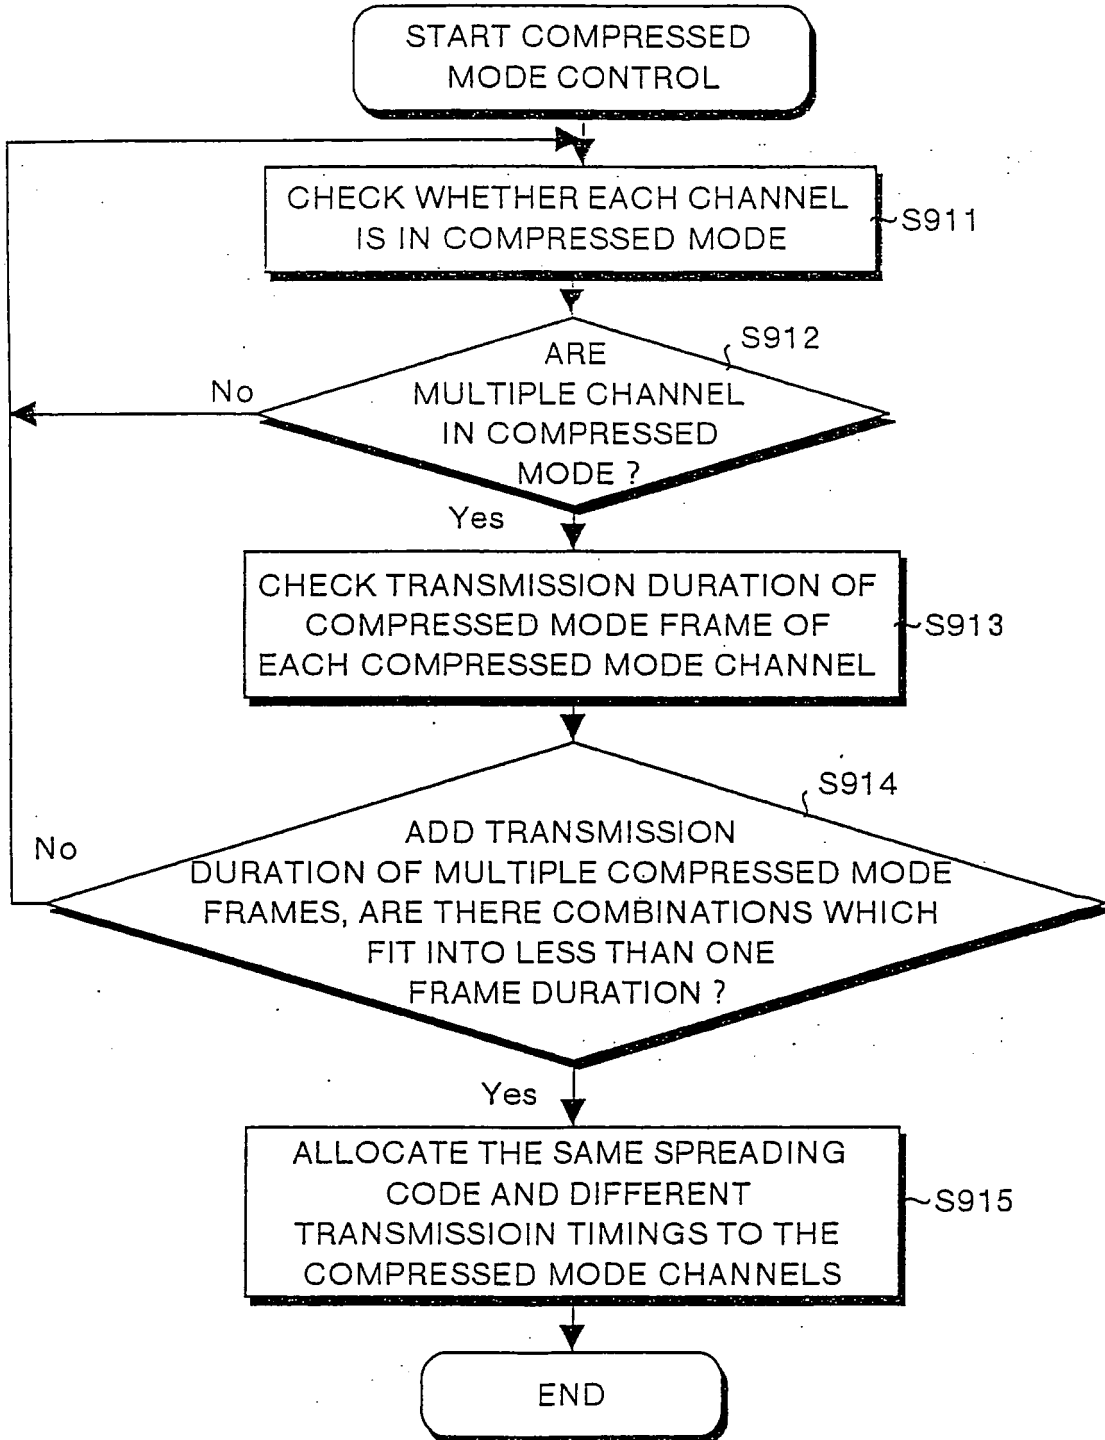 START COMPRESSED
MODE CONTROL
CHECK WHETHER EACH CHANNEL
IS IN COMPRESSED MODE
S911
S912
ARE
MULTIPLE CHANNEL
IN COMPRESSED
MODE ?
No
Yes
CHECK TRANSMISSION DURATION OF
COMPRESSED MODE FRAME OF
EACH COMPRESSED MODE CHANNEL
S913
S914
ADD TRANSMISSION
DURATION OF MULTIPLE COMPRESSED MODE
FRAMES, ARE THERE COMBINATIONS WHICH
FIT INTO LESS THAN ONE
FRAME DURATION ?
No
Yes
ALLOCATE THE SAME SPREADING
CODE AND DIFFERENT
TRANSMISSIOIN TIMINGS TO THE
COMPRESSED MODE CHANNELS
S915
END